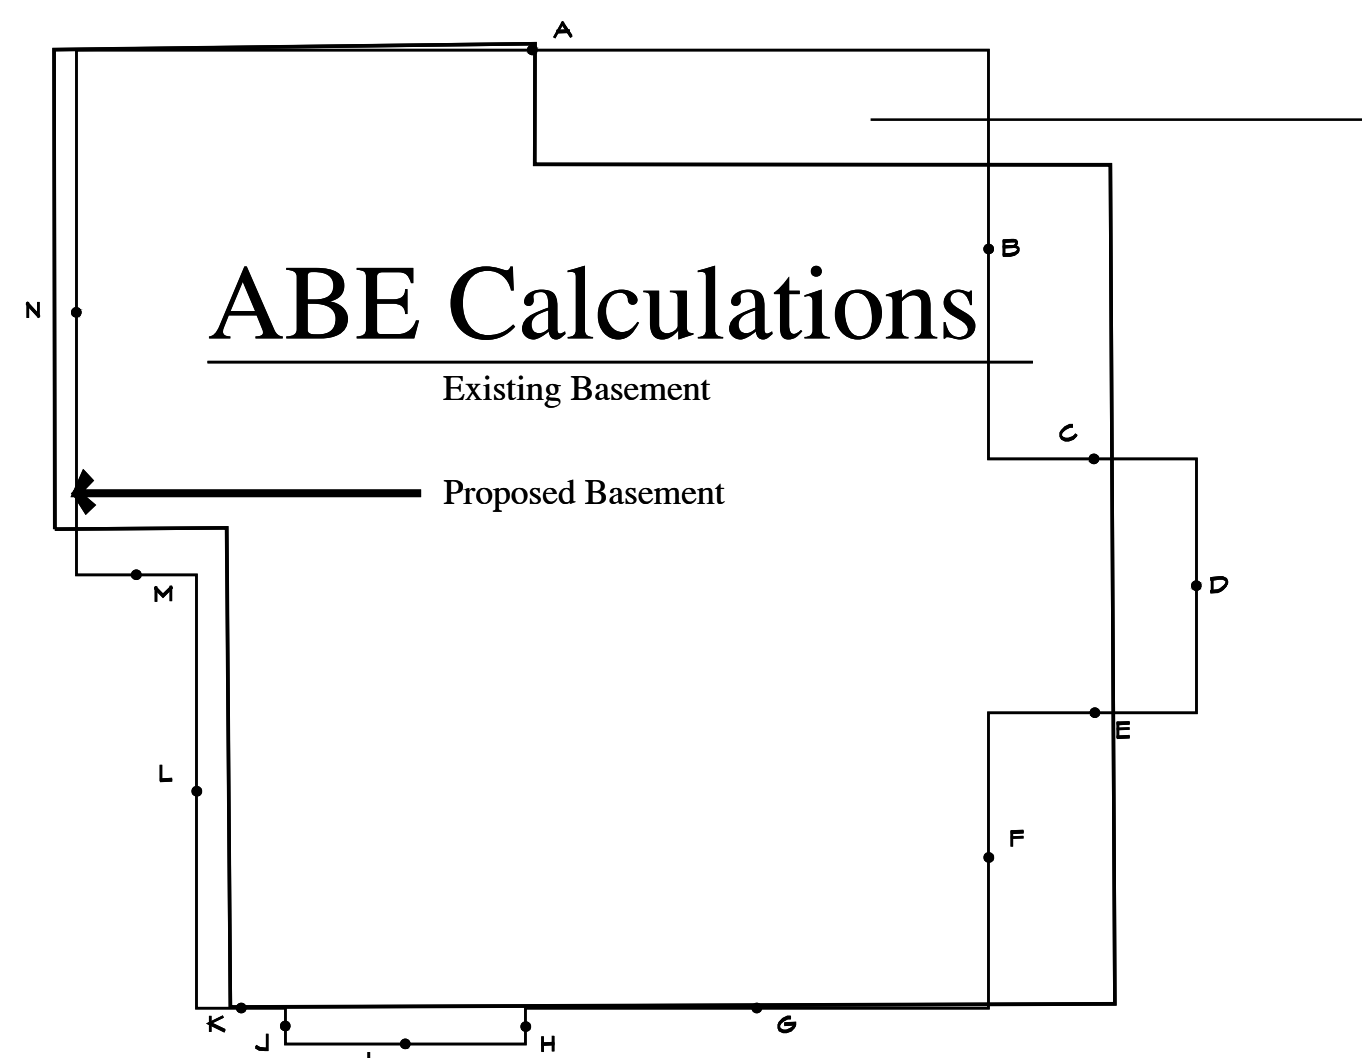 A
B
N
ABE Calculations
Existing Basement
C
Proposed Basement
D
M
E
L
F
K
G
J
H